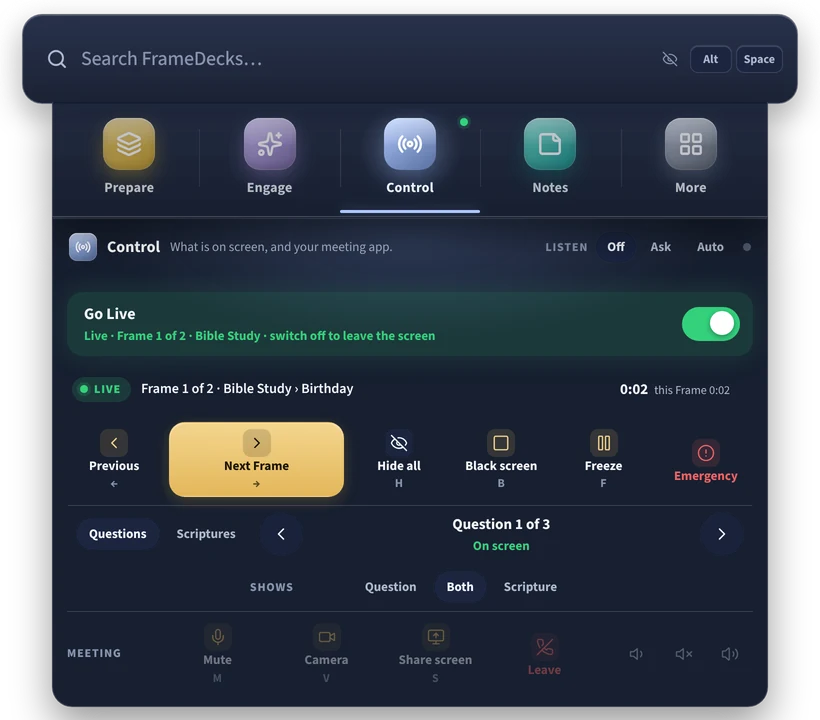 Search FrameDecks…
Alt
Space
Prepare
Engage
Control
Notes
More
Control What is on screen, and your meeting app.
LISTEN Off Ask Auto
Go Live
Live · Frame 1 of 2 · Bible Study · switch off to leave the screen
LIVE Frame 1 of 2 · Bible Study › Birthday 0:02 this Frame 0:02
Previous
←
Next Frame
→
Hide all
H
Black screen
B
Freeze
F
Emergency
Questions Scriptures
Question 1 of 3
On screen
SHOWS Question Both Scripture
MEETING
Mute
M
Camera
V
Share screen
S
Leave